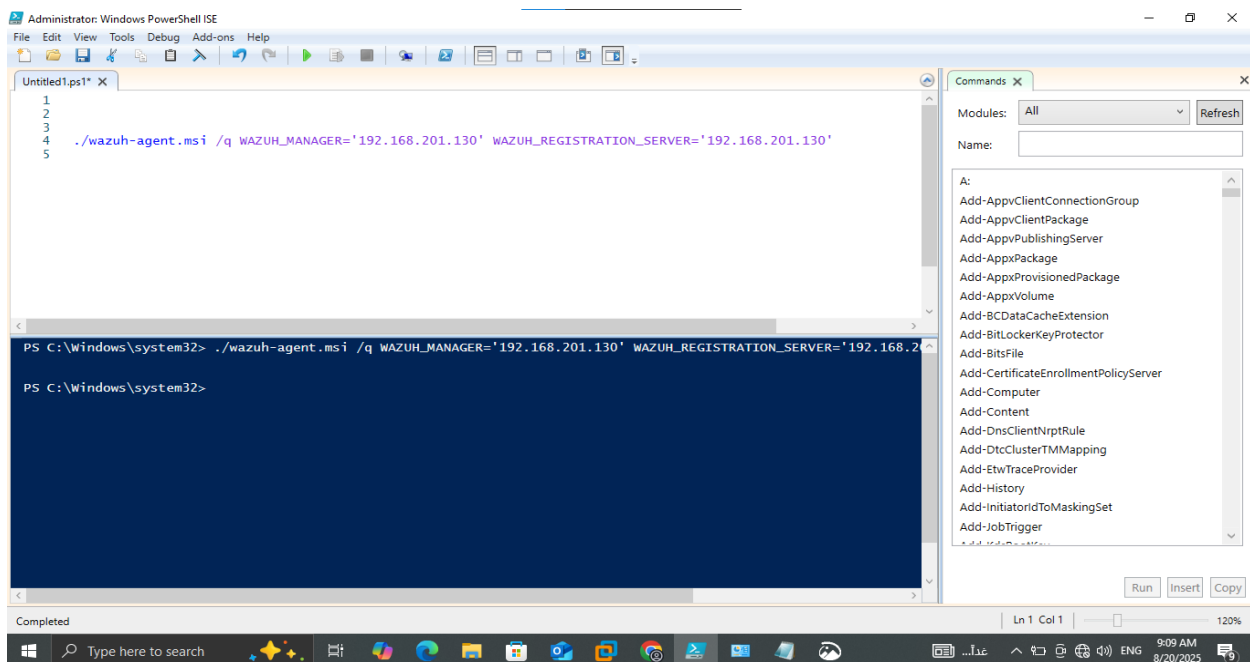 Administrator: Windows PowerShell ISE
File Edit View Tools Debug Add-ons Help
Untitled1.ps1* X
1
2
3
4 ./wazuh-agent.msi /q WAZUH_MANAGER='192.168.201.130' WAZUH_REGISTRATION_SERVER='192.168.201.130'
5
PS C:\Windows\system32> ./wazuh-agent.msi /q WAZUH_MANAGER='192.168.201.130' WAZUH_REGISTRATION_SERVER='192.168.2
PS C:\Windows\system32>
Commands X
Modules: All Refresh
Name:
A:
Add-AppvClientConnectionGroup
Add-AppvClientPackage
Add-AppvPublishingServer
Add-AppxPackage
Add-AppxProvisionedPackage
Add-AppxVolume
Add-BCDataCacheExtension
Add-BitLockerKeyProtector
Add-BitsFile
Add-CertificateEnrollmentPolicyServer
Add-Computer
Add-Content
Add-DnsClientNrptRule
Add-DtcClusterTMMapping
Add-EtwTraceProvider
Add-History
Add-InitiatorIdToMaskingSet
Add-JobTrigger
Run Insert Copy
Completed
Ln 1 Col 1
120%
Type here to search
غداً...
ENG
9:09 AM
8/20/2025
9